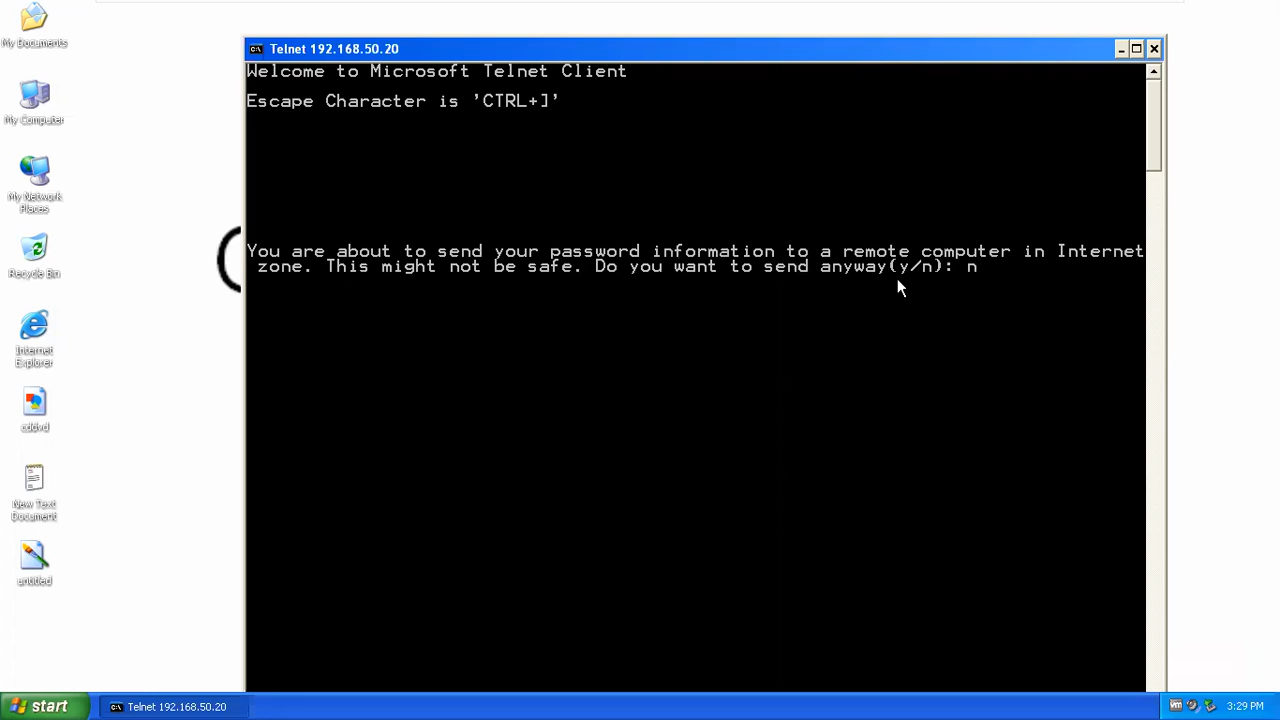 My Documents
My Computer
My Network
Places
Recycle Bin
Internet
Explorer
cddvd
New Text
Document
untitled
Telnet 192.168.50.20
Welcome to Microsoft Telnet Client
Escape Character is 'CTRL+]'
You are about to send your password information to a remote computer in Internet
zone. This might not be safe. Do you want to send anyway(y/n): n
start
Telnet 192.168.50.20
3:29 PM